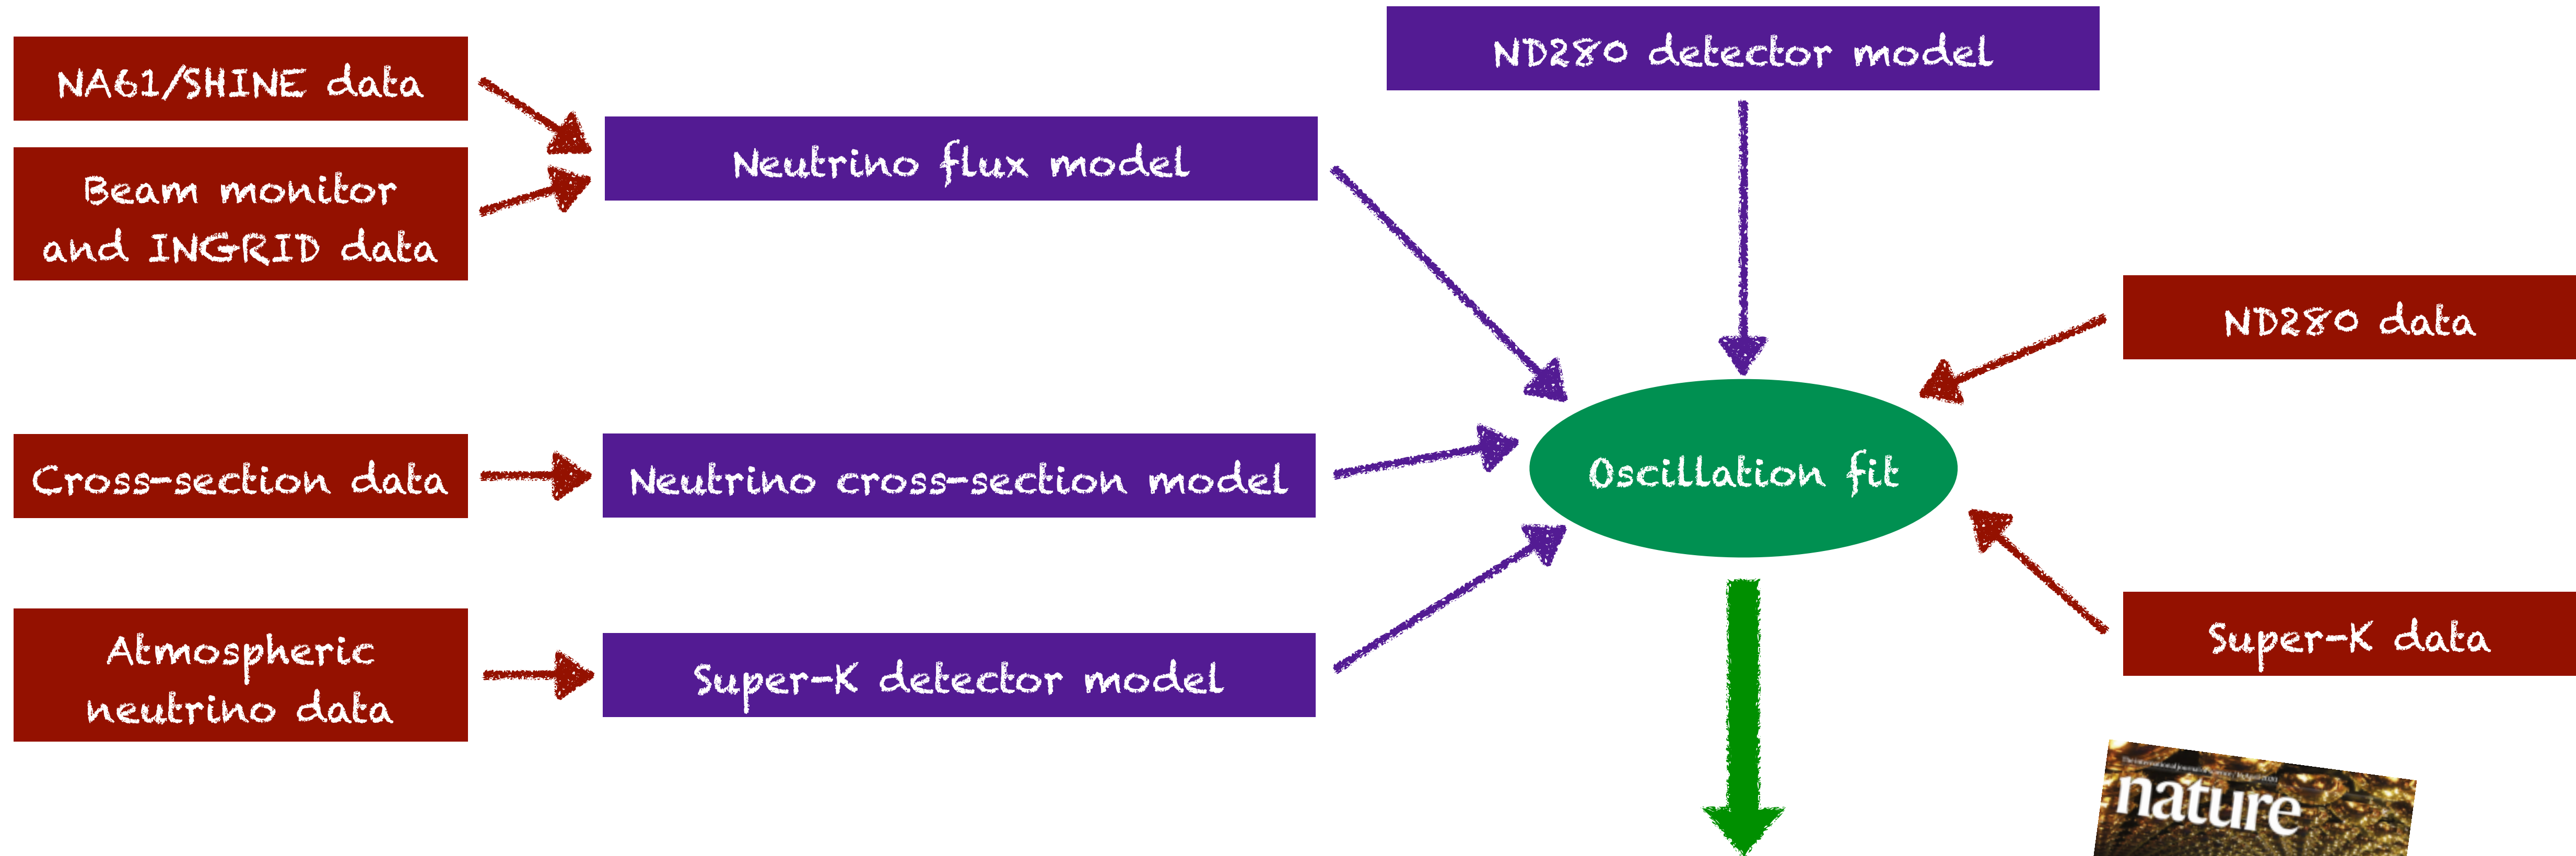 ND280 detector model
NA61/SHINE data
Beam monitor
and INGRID data
Neutrino flux model
ND280 data
Cross-section data
Neutrino cross-section model
Oscillation fit
Atmospheric
neutrino data
Super-K detector model
Super-K data
nature